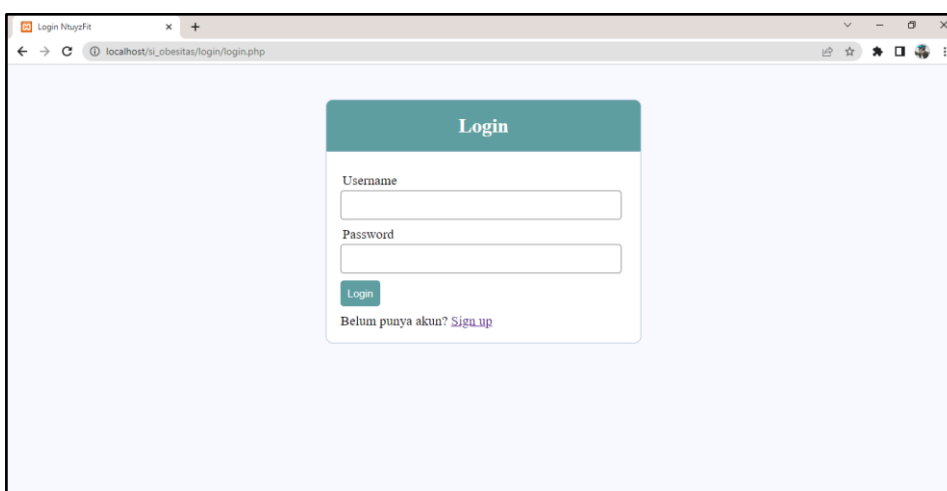 Login NtuyzFit
localhost/si_obesitas/login/login.php
Login
Username
Password
Login
Belum punya akun? Sign up